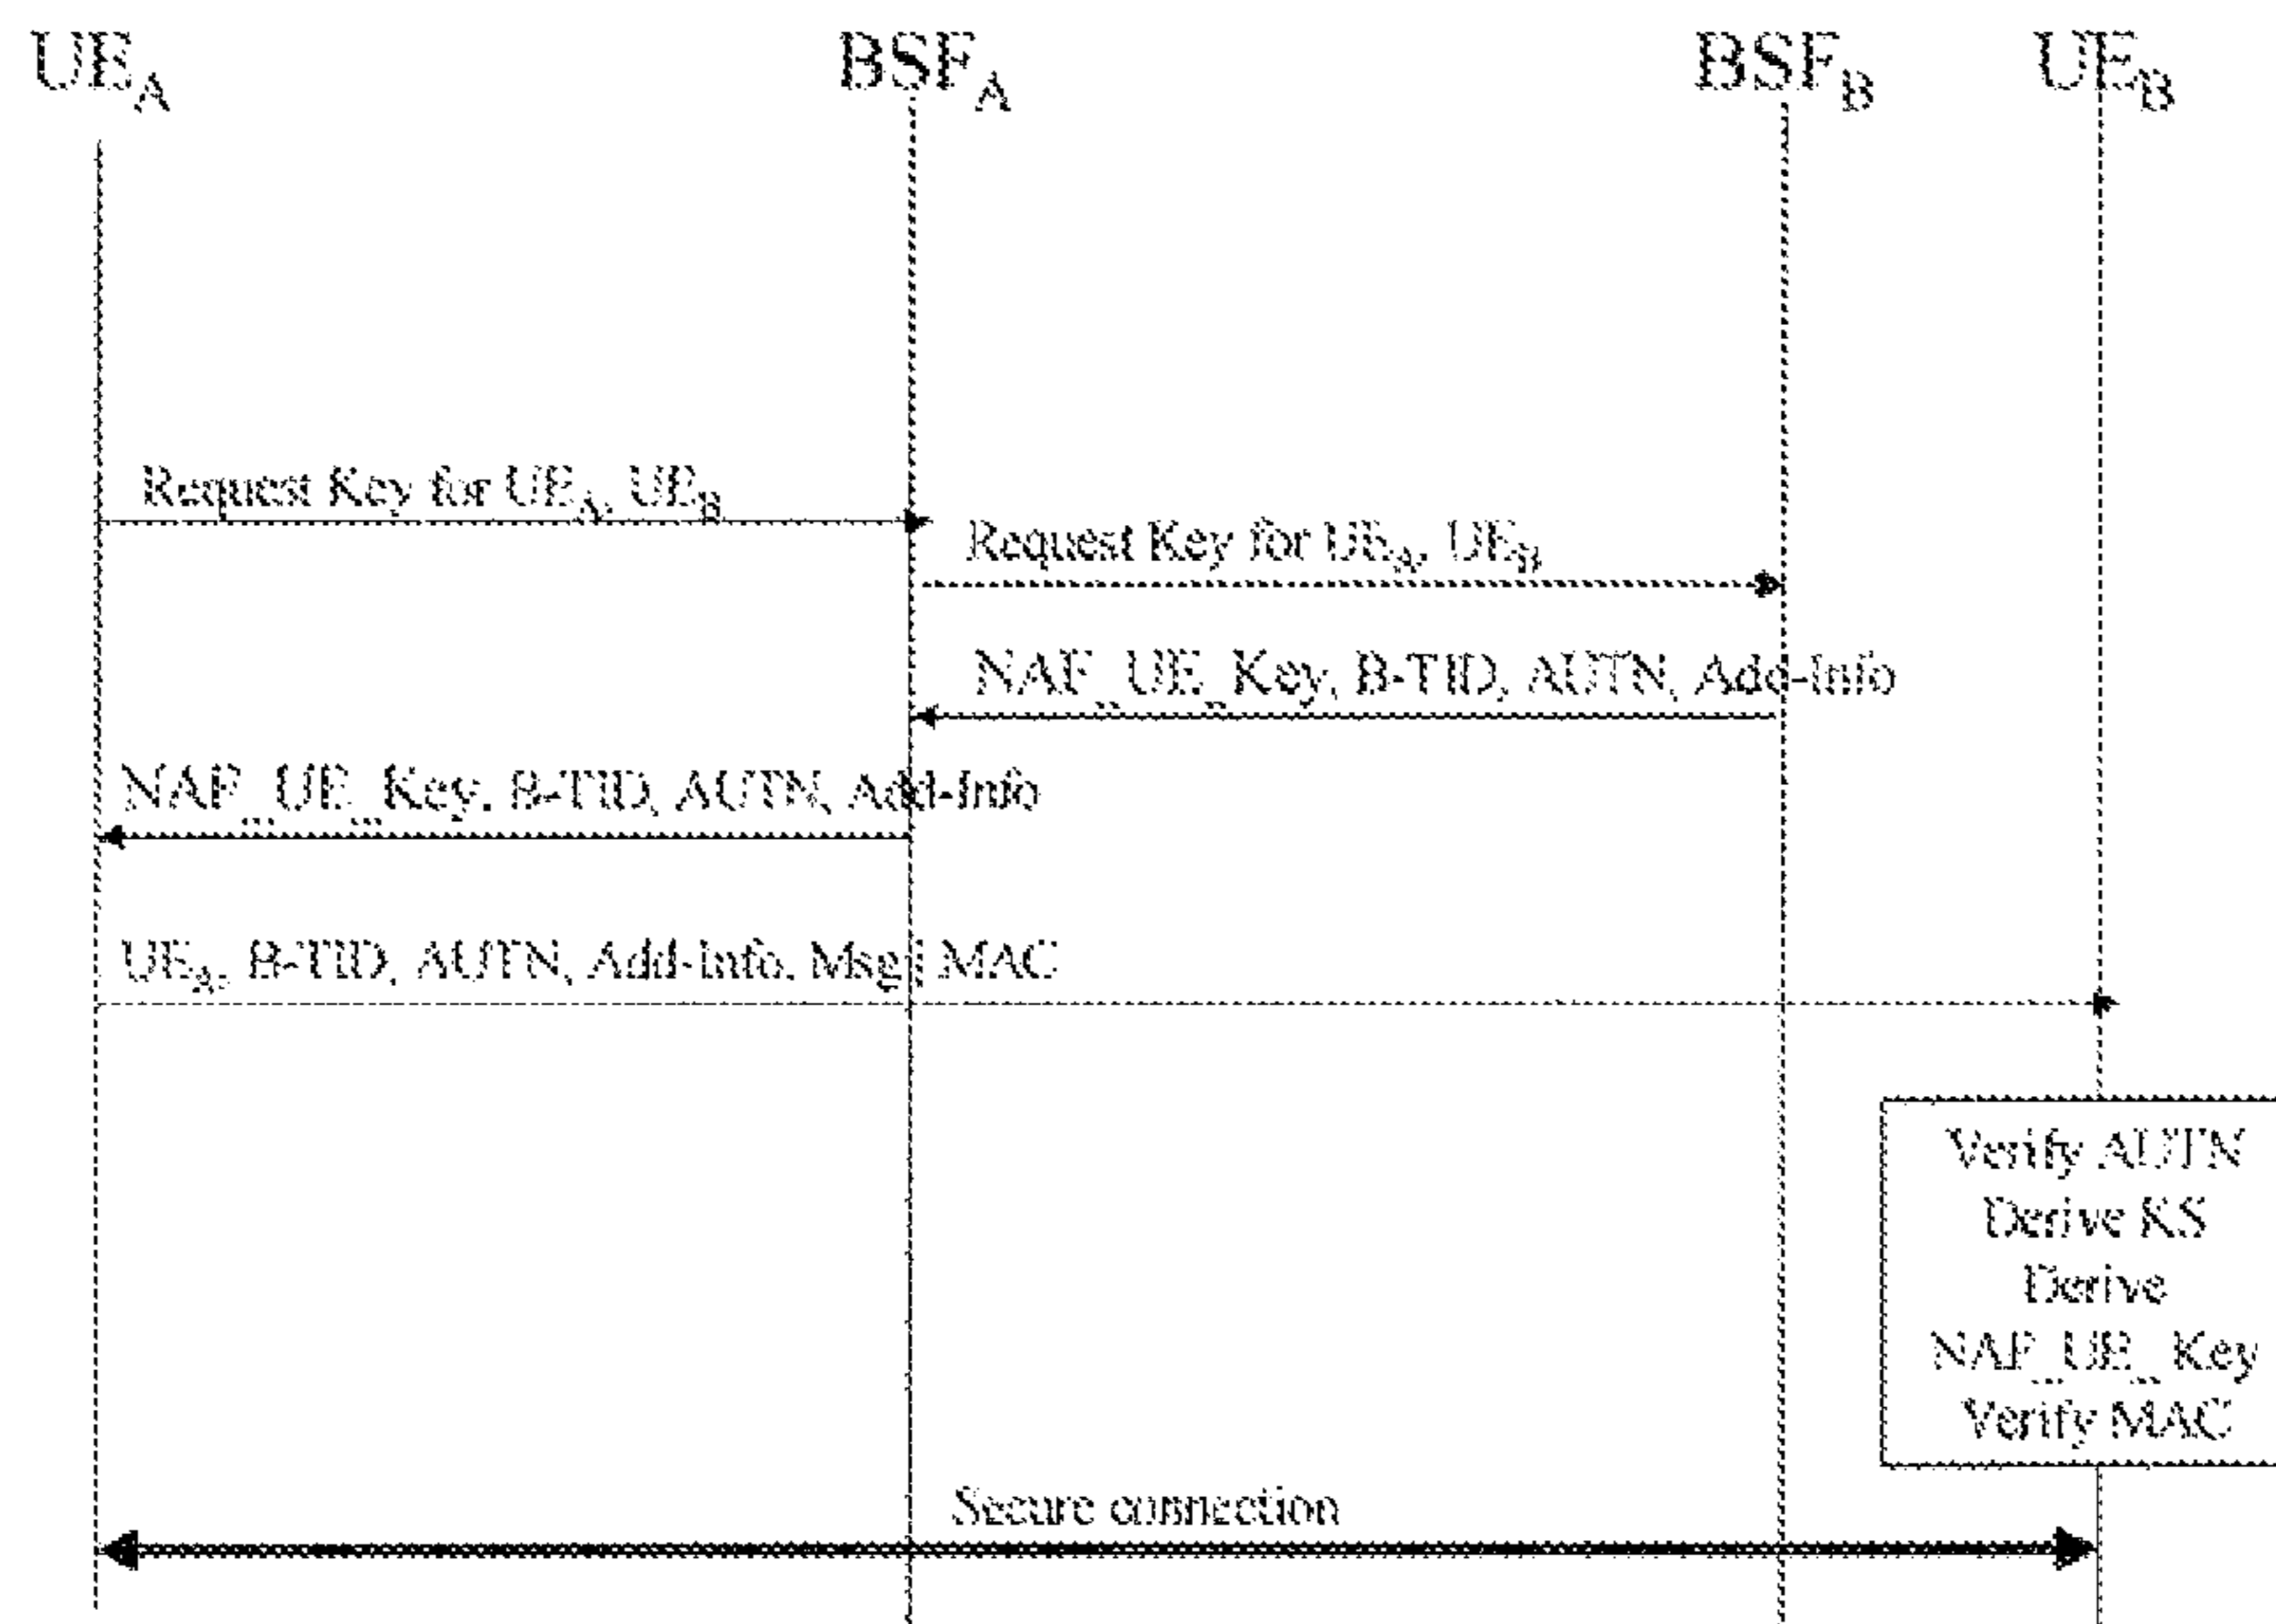 UE_A BSF_A BSF_B UE_B
Request Key for UE_A, UE_B
Request Key for UE_A, UE_B
NAF_UE_Key, B-TID, AUTN, Add-Info
NAF_UE_Key, B-TID, AUTN, Add-Info
UE_A, B-TID, AUTN, Add-Info, Msg || MAC
Verify AUTN
Derive KS
Derive
NAF_UE_Key
Verify MAC
Secure connection